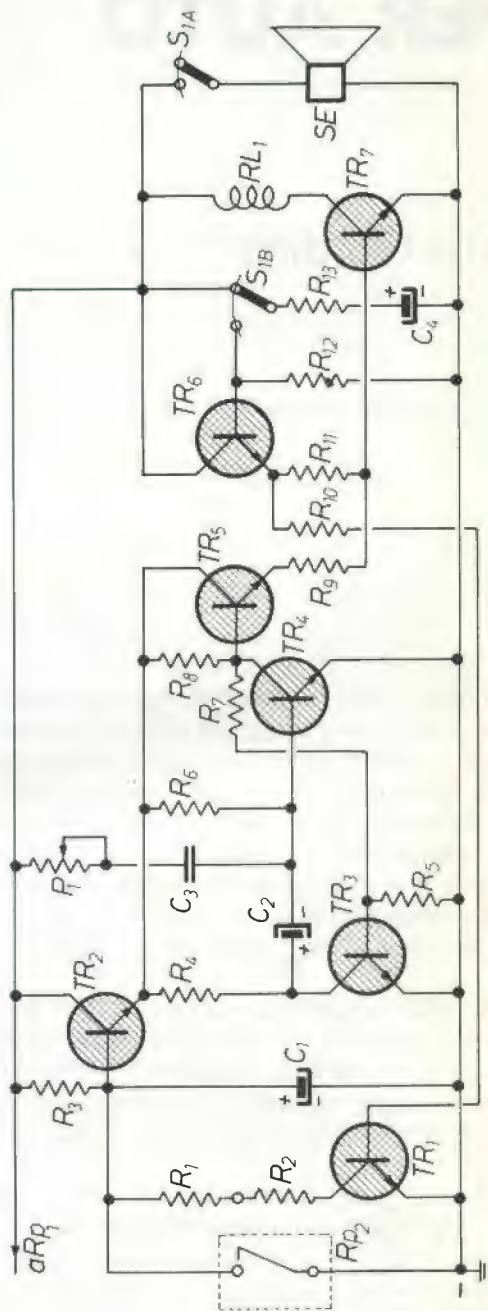 aRp₁
R₃
TR₂
R₁
R₂
Rp₂
TR₁
+
C₁
-
R₄
P₁
C₃
C₂
+ -
TR₃
R₅
R₆
R₈
R₇
TR₄
TR₅
R₉
R₁₀
R₁₁
TR₆
R₁₂
S₁B
R₁₃
+
C₄
-
RL₁
TR₇
S₁A
SE
-